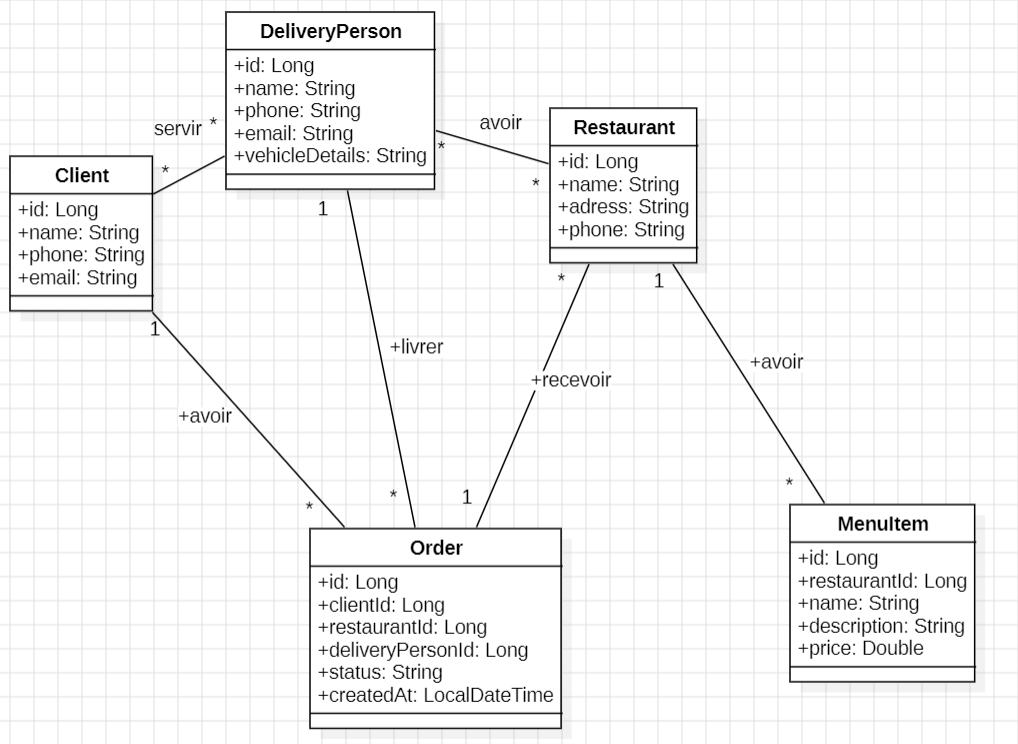 DeliveryPerson
+id: Long
+name: String
+phone: String
+email: String
+vehicleDetails: String
servir *
*
avoir
*
*
Restaurant
+id: Long
+name: String
+adress: String
+phone: String
Client
+id: Long
+name: String
+phone: String
+email: String
1
1
* 1
+livrer
+recevoir
+avoir
+avoir
*
* 1
*
Order
+id: Long
+clientId: Long
+restaurantId: Long
+deliveryPersonId: Long
+status: String
+createdAt: LocalDateTime
MenuItem
+id: Long
+restaurantId: Long
+name: String
+description: String
+price: Double